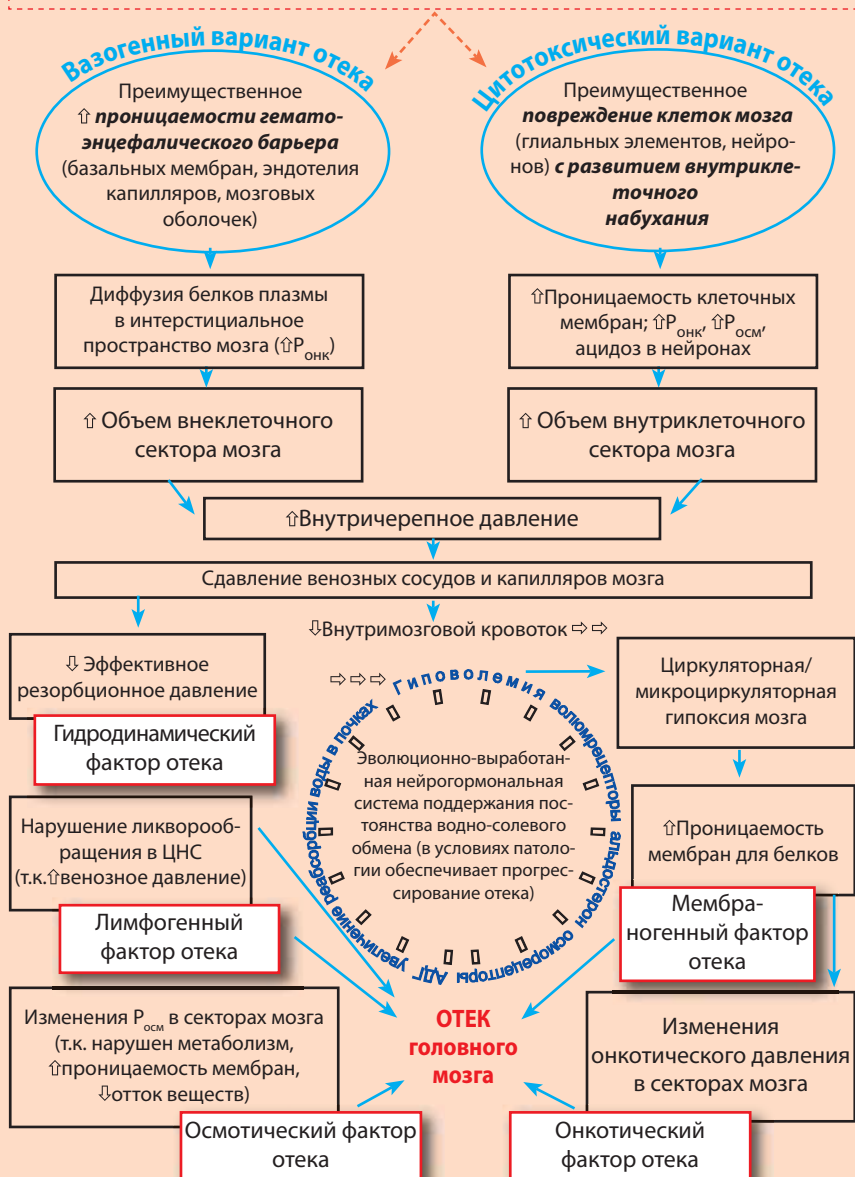 Вазогенный вариант отека
Преимущественное
⇧ проницаемости гемато-
энцефалического барьера
(базальных мембран, эндотелия
капилляров, мозговых
оболочек)
Цитотоксический вариант отека
Преимущественное
повреждение клеток мозга
(глиальных элементов, нейро-
нов) с развитием внутрикле-
точного
набухания
Диффузия белков плазмы
в интерстициальное
пространство мозга (⇧Pонк)
⇧Проницаемость клеточных
мембран; ⇧Pонк, ⇧Pосм,
ацидоз в нейронах
⇧ Объем внеклеточного
сектора мозга
⇧ Объем внутриклеточного
сектора мозга
⇧Внутричерепное давление
Сдавление венозных сосудов и капилляров мозга
⇩Внутримозговой кровоток ⇨ ⇨
⇩ Эффективное
резорбционное давление
Гидродинамический
фактор отека
⇨ ⇨ ⇨ Гиповолемия волюмрецепторы альдостерон осморецепторы АДГ увеличение реабсорбции воды в почках
Эволюционно-выработан-
ная нейрогормональная
система поддержания пос-
тоянства водно-солевого
обмена (в условиях патоло-
гии обеспечивает прогрес-
сирование отека)
Циркуляторная/
микроциркуляторная
гипоксия мозга
Нарушение ликворооб-
ращения в ЦНС
(т.к.⇧венозное давление)
Лимфогенный
фактор отека
⇧Проницаемость
мембран для белков
Мембра-
ногенный фактор
отека
Изменения Pосм в секторах мозга
(т.к. нарушен метаболизм,
⇧проницаемость мембран,
⇩отток веществ)
Осмотический фактор
отека
ОТЕК
головного
мозга
Изменения
онкотического давления
в секторах мозга
Онкотический
фактор отека